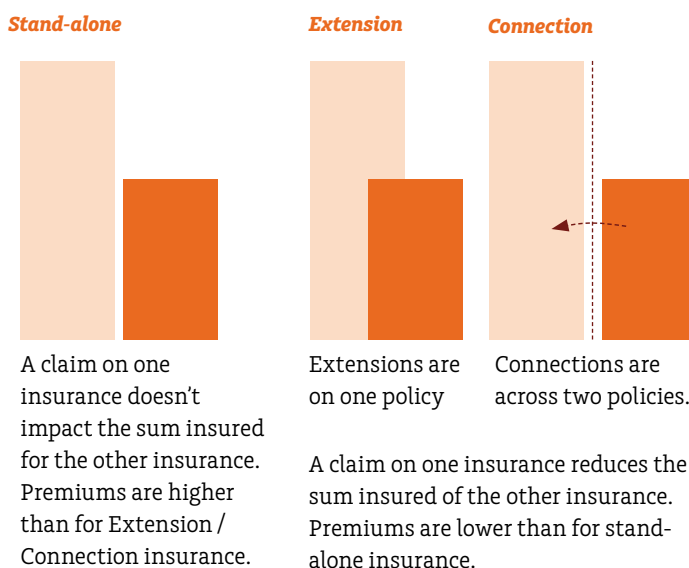 Stand-alone
A claim on one
insurance doesn't
impact the sum insured
for the other insurance.
Premiums are higher
than for Extension /
Connection insurance.
Extension
Extensions are
on one policy
Connection
Connections are
across two policies.
A claim on one insurance reduces the
sum insured of the other insurance.
Premiums are lower than for stand-
alone insurance.